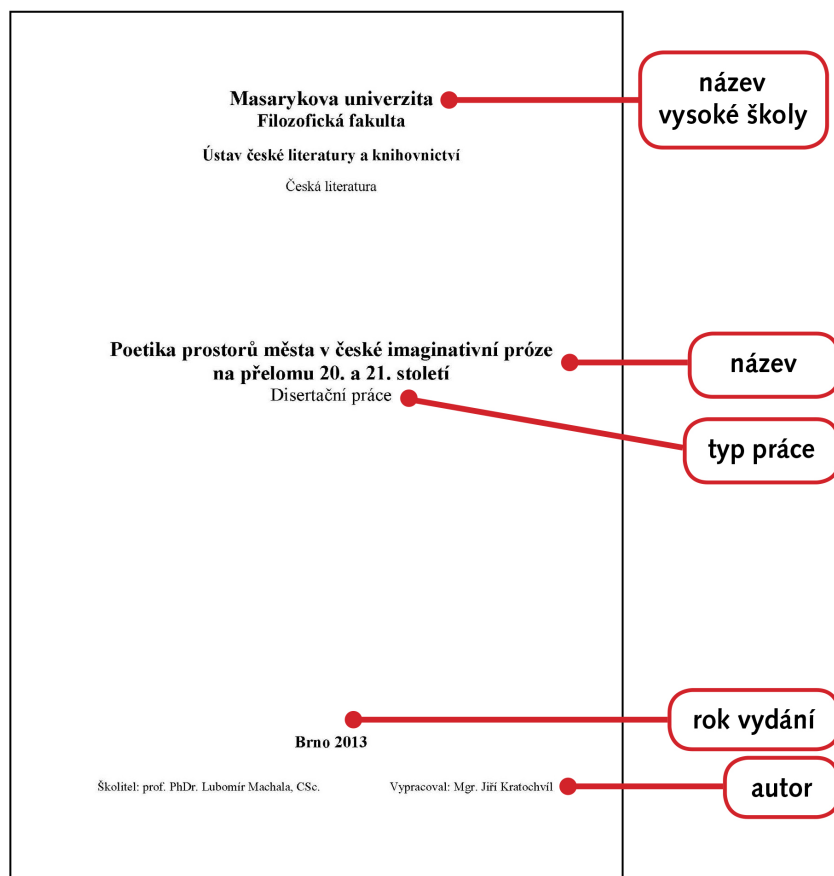 Masarykova univerzita
Filozofická fakulta
Ústav české literatury a knihovnictví
Česká literatura
název
vysoké školy
Poetika prostorů města v české imaginativní próze
na přelomu 20. a 21. století
Disertační práce
název
typ práce
Brno 2013
rok vydání
Školitel: prof. PhDr. Lubomír Machala, CSc.
Vypracoval: Mgr. Jiří Kratochvíl
autor